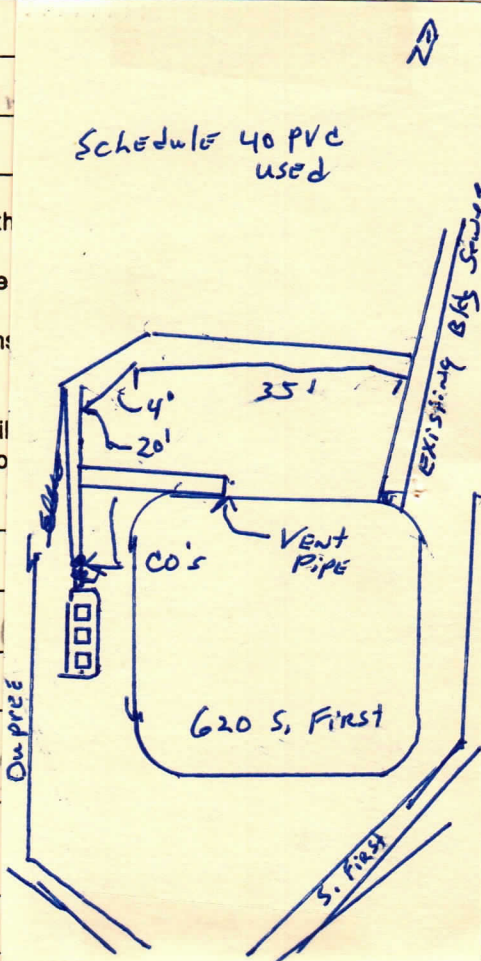 N
Schedule 40 PVC
used
Existing Bldg Sewer
35'
4'
20'
CO's
Vent
Pipe
620 S. First
Dupree
S. First